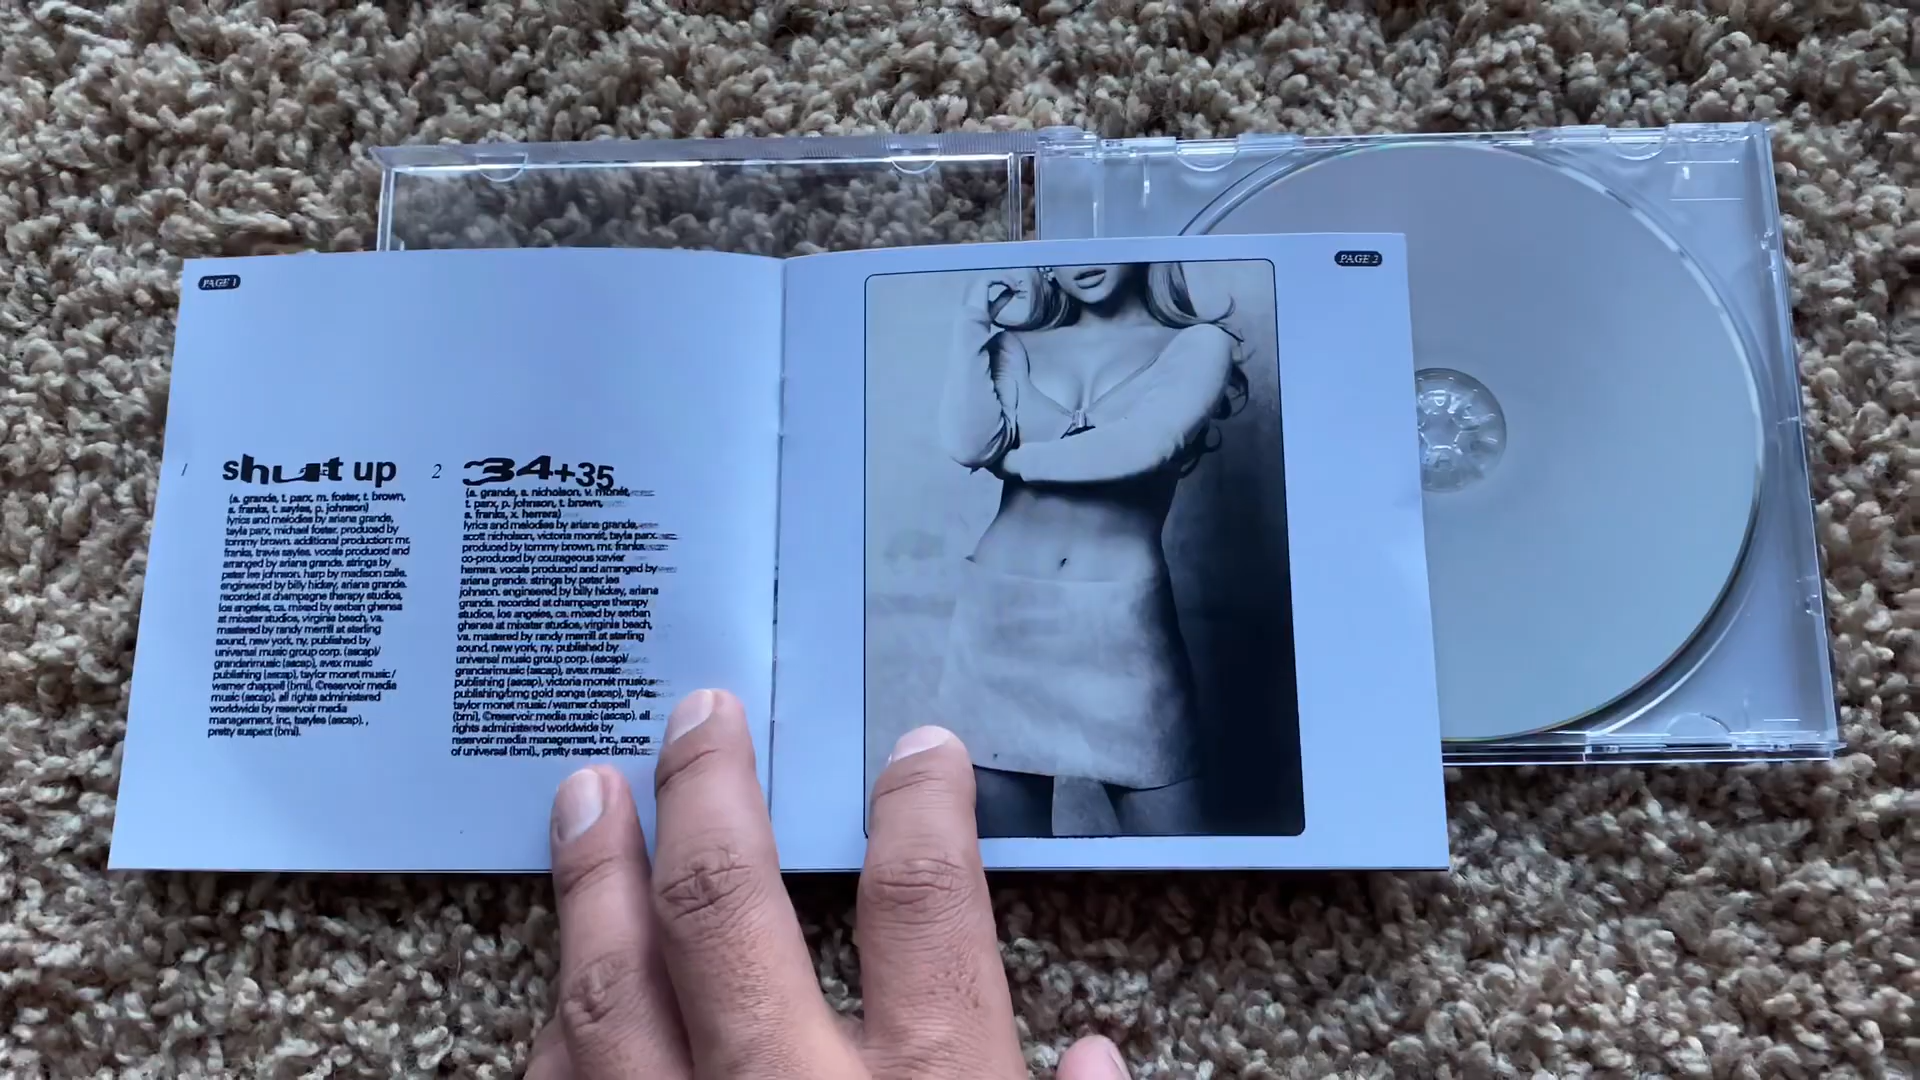 PAGE 1
PAGE 2
1
shut up
(a. grande, t. parx, m. foster, t. brown,
a. franks, t. sayles, p. johnson)
lyrics and melodies by ariana grande,
tayla parx, michael foster. produced by
tommy brown. additional production: mr.
franks, travis sayles. vocals produced and
arranged by ariana grande. strings by
peter lee johnson. harp by madison calle.
engineered by billy hickey, ariana grande.
recorded at champagne therapy studios,
los angeles, ca. mixed by serban ghenea
at mixstar studios, virginia beach, va.
mastered by randy merrill at sterling
sound, new york, ny. published by
universal music group corp. (ascap)/
grandarimusic (ascap), avex music
publishing (ascap), taylor monet music /
warner chappell (bmi), ©reservoir media
music (ascap). all rights administered
worldwide by reservoir media
management, inc, tsayles (ascap). ,
pretty suspect (bmi).
2
34+35
(a. grande, s. nicholson, v. monét,
t. parx, p. johnson, t. brown,
s. franks, x. herrera)
lyrics and melodies by ariana grande,
scott nicholson, victoria monét, tayla parx.
produced by tommy brown, mr. franks.
co-produced by courageous xavier
herrera. vocals produced and arranged by
ariana grande. strings by peter lee
johnson. engineered by billy hickey, ariana
grande. recorded at champagne therapy
studios, los angeles, ca. mixed by serban
ghenea at mixstar studios, virginia beach,
va. mastered by randy merrill at sterling
sound, new york, ny. published by
universal music group corp. (ascap)/
grandarimusic (ascap), avex music
publishing (ascap), victoria monét music
publishing/bmg gold songs (ascap), tayla
taylor monet music / warner chappell
(bmi), ©reservoir media music (ascap). all
rights administered worldwide by
reservoir media management, inc., songs
of universal (bmi)., pretty suspect (bmi).